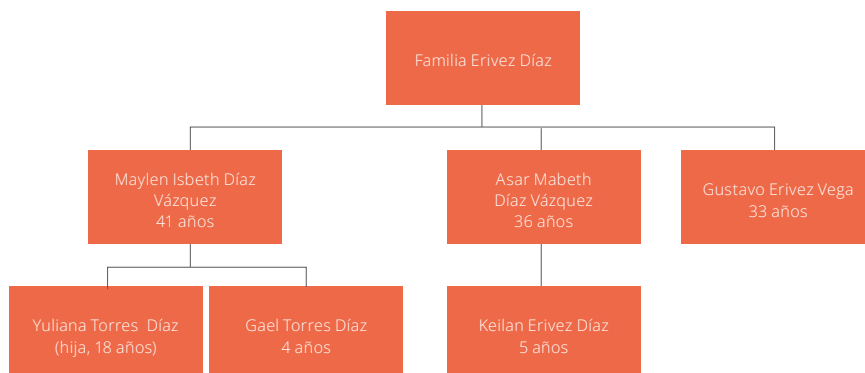 Familia Erivez Díaz
Maylen Isbeth Díaz
Vázquez
41 años
Asar Mabeth
Díaz Vázquez
36 años
Gustavo Erivez Vega
33 años
Yuliana Torres Díaz
(hija, 18 años)
Gael Torres Díaz
4 años
Keilan Erivez Díaz
5 años